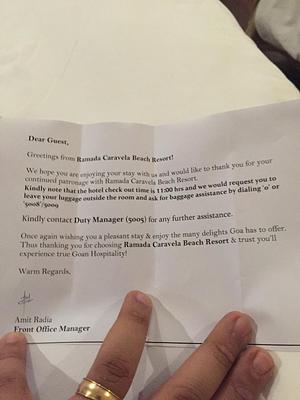 Dear Guest,
Greetings from Ramada Caravela Beach Resort!
We hope you are enjoying your stay with us and would like to thank you for your
continued patronage with Ramada Caravela Beach Resort.
Kindly note that the hotel check out time is 11:00 hrs and we would request you to
leave your luggage outside the room and ask for baggage assistance by dialing '0' or
'5008'/5009
Kindly contact Duty Manager (5005) for any further assistance.
Once again wishing you a pleasant stay & enjoy the many delights Goa has to offer.
Thus thanking you for choosing Ramada Caravela Beach Resort & trust you'll
experience true Goan Hospitality!
Warm Regards,
Amit Radia
Front Office Manager